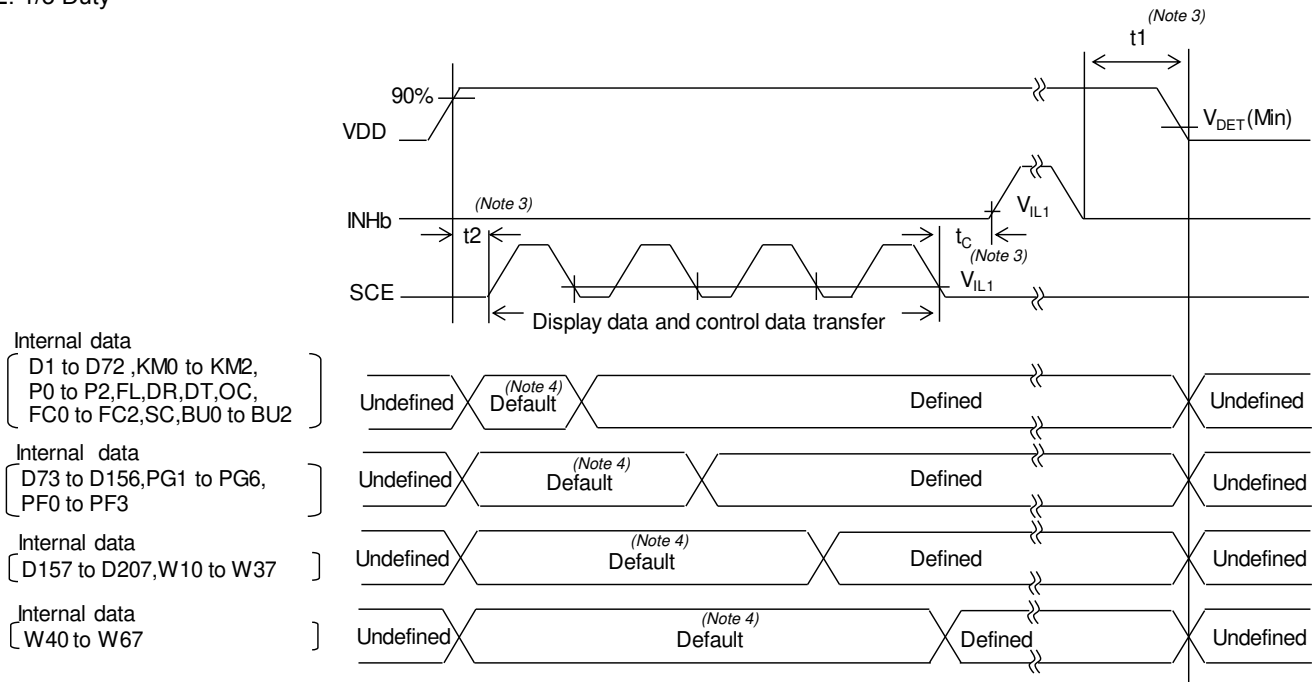 (Note 3)
t1
90%
VDD
VDET(Min)
INHb
(Note 3)
t2
VIL1
tC
(Note 3)
SCE
VIL1
Display data and control data transfer
Internal data
D1 to D72 ,KM0 to KM2,
P0 to P2,FL,DR,DT,OC,
FC0 to FC2,SC,BU0 to BU2
Undefined
(Note 4)
Default
Defined
Undefined
Internal data
D73 to D156,PG1 to PG6,
PF0 to PF3
Undefined
(Note 4)
Default
Defined
Undefined
Internal data
D157 to D207,W10 to W37
Undefined
(Note 4)
Default
Defined
Undefined
Internal data
W40 to W67
Undefined
(Note 4)
Default
Defined
Undefined